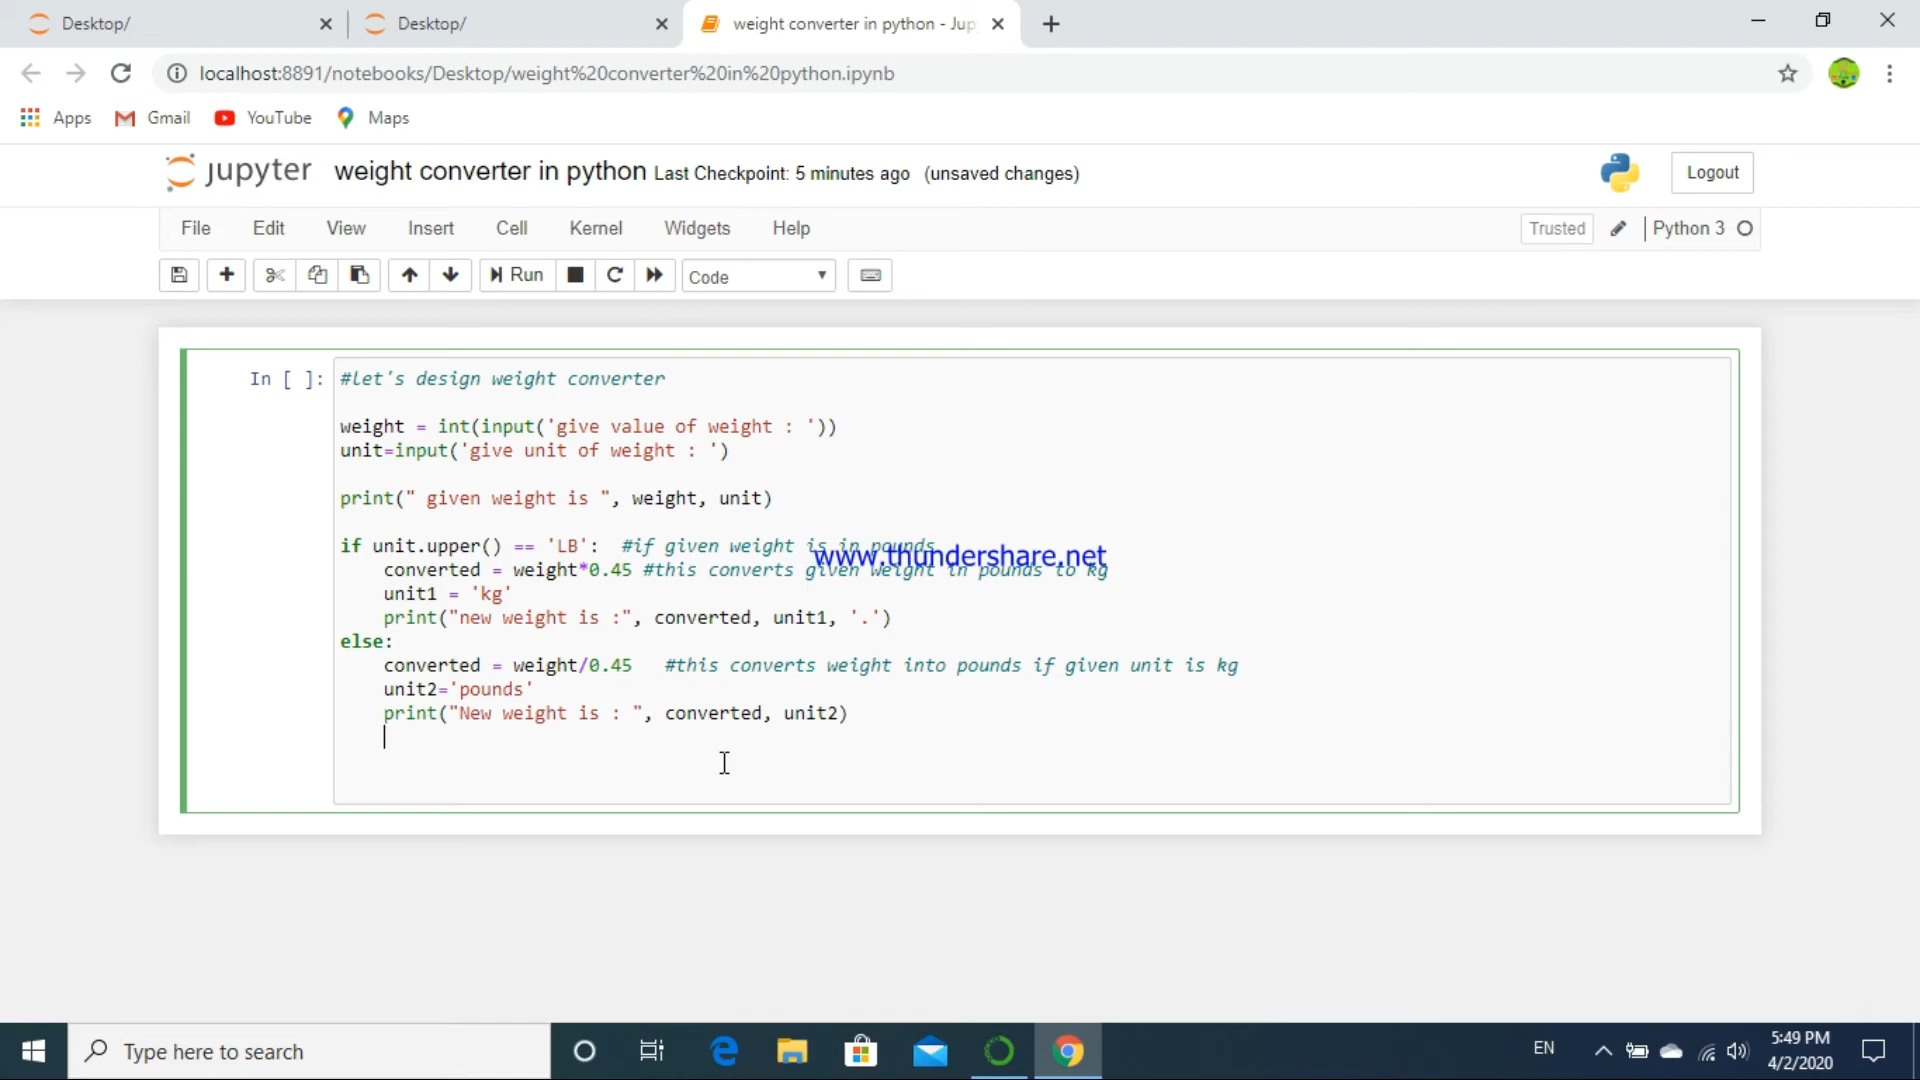 Desktop/
Desktop/
weight converter in python - Jup
localhost:8891/notebooks/Desktop/weight%20converter%20in%20python.ipynb
Apps Gmail YouTube Maps
jupyter weight converter in python Last Checkpoint: 5 minutes ago (unsaved changes)
Logout
File Edit View Insert Cell Kernel Widgets Help
Trusted Python 3
Run Code
In [ ]: #let's design weight converter
weight = int(input('give value of weight : '))
unit=input('give unit of weight : ')
print(" given weight is ", weight, unit)
if unit.upper() == 'LB':  #if given weight is in pounds
www.thundershare.net
    converted = weight*0.45 #this converts given weight in pounds to kg
    unit1 = 'kg'
    print("new weight is :", converted, unit1, '.')
else:
    converted = weight/0.45   #this converts weight into pounds if given unit is kg
    unit2='pounds'
    print("New weight is : ", converted, unit2)
Type here to search
EN
5:49 PM
4/2/2020